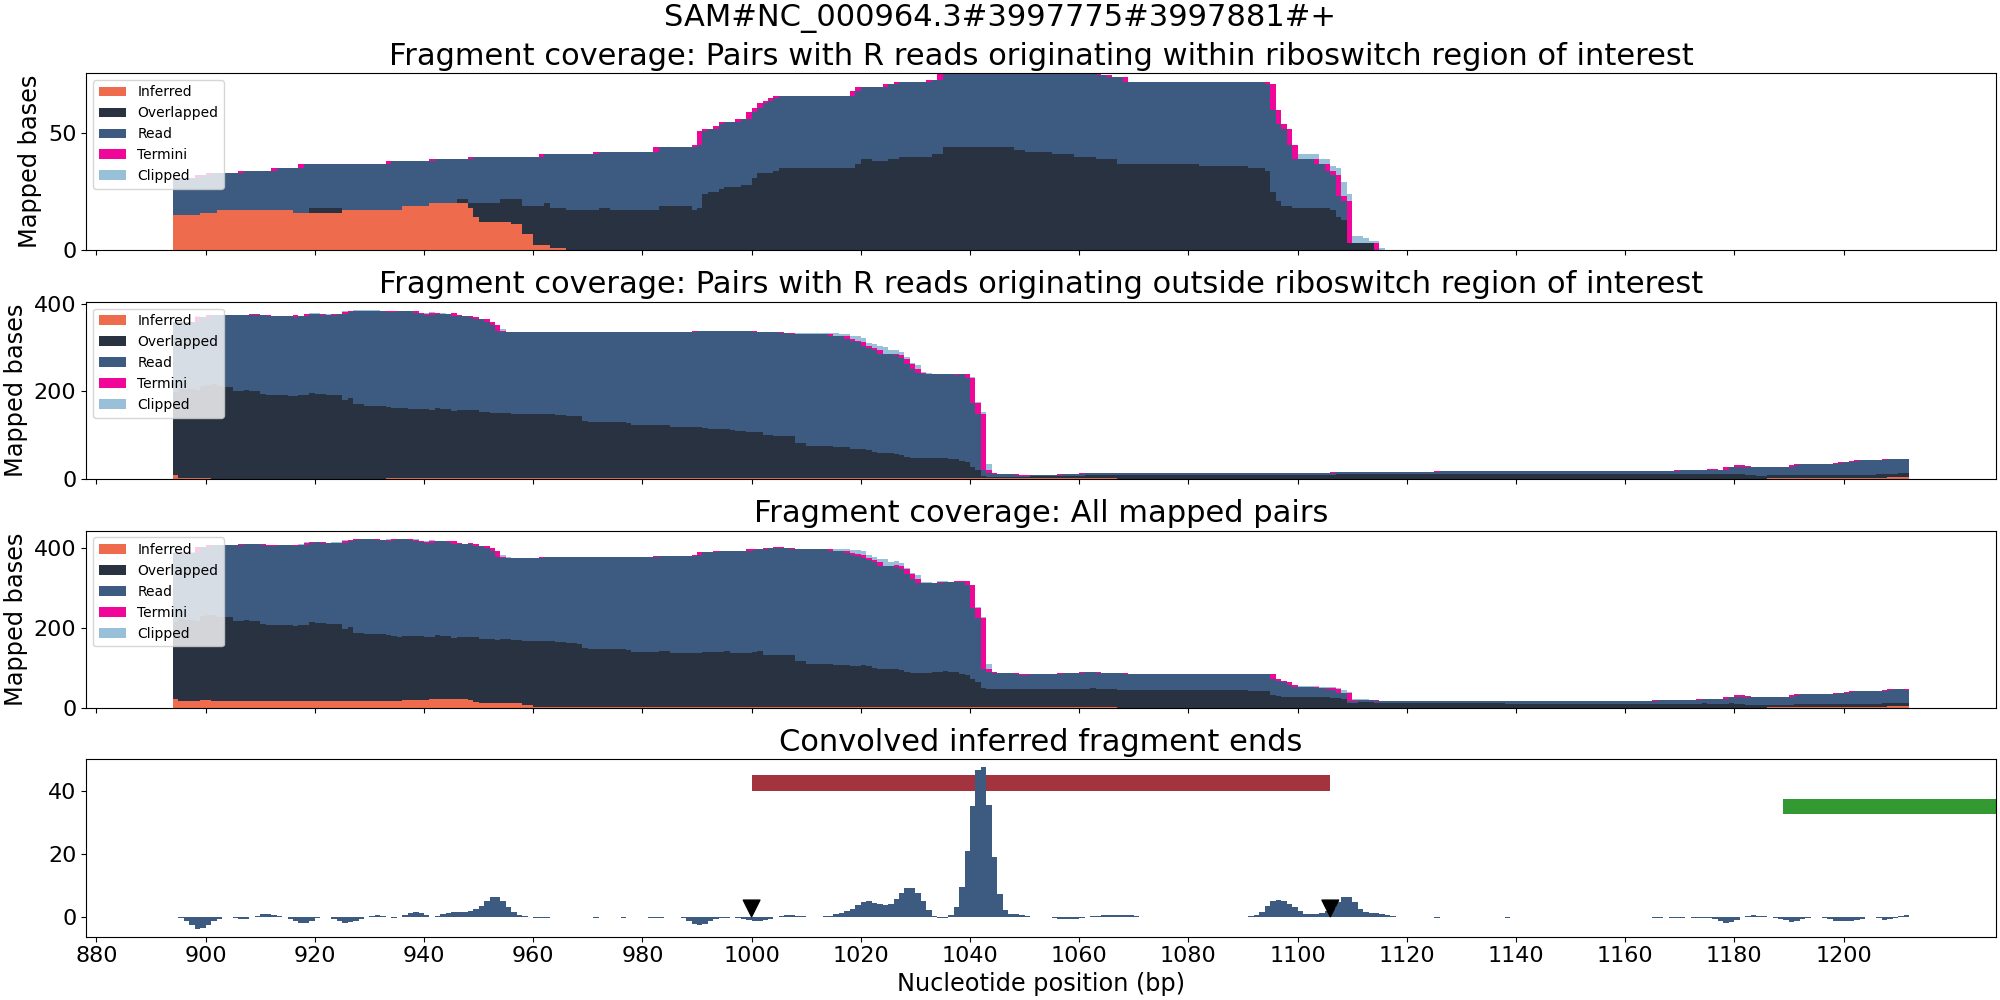 SAM#NC_000964.3#3997775#3997881#+
Fragment coverage: Pairs with R reads originating within riboswitch region of interest
Mapped bases
50
0
Inferred
Overlapped
Read
Termini
Clipped
Fragment coverage: Pairs with R reads originating outside riboswitch region of interest
Mapped bases
400
200
0
Inferred
Overlapped
Read
Termini
Clipped
Fragment coverage: All mapped pairs
Mapped bases
400
200
0
Inferred
Overlapped
Read
Termini
Clipped
Convolved inferred fragment ends
40
20
0
880 900 920 940 960 980 1000 1020 1040 1060 1080 1100 1120 1140 1160 1180 1200
Nucleotide position (bp)